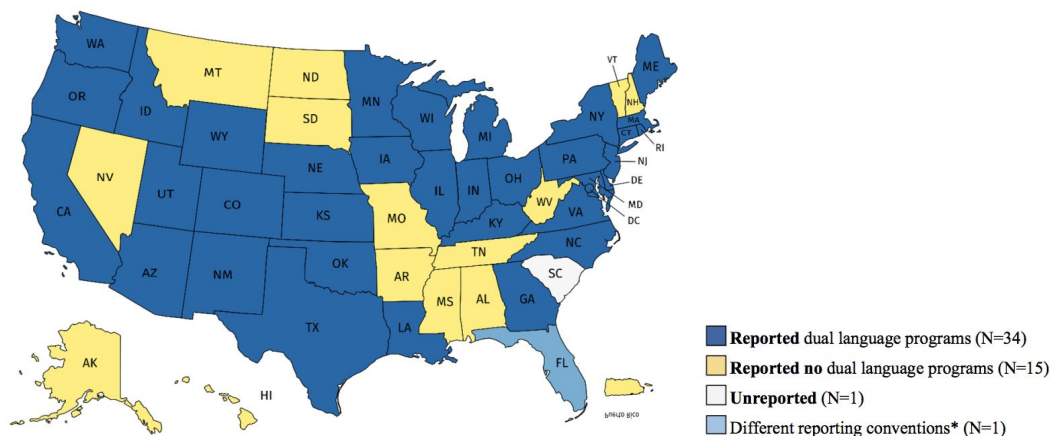 WA
MT
ND
VT
ME
OR
ID
SD
MN
NH
WY
WI
MI
NY
MA
CT
RI
NV
NE
IA
PA
NJ
UT
CO
IL
IN
OH
DE
CA
KS
MO
WV
VA
MD
KY
DC
AZ
NM
OK
AR
TN
NC
SC
MS
AL
GA
TX
LA
FL
AK
HI
Puerto Rico
Reported dual language programs (N=34)
Reported no dual language programs (N=15)
Unreported (N=1)
Different reporting conventions* (N=1)